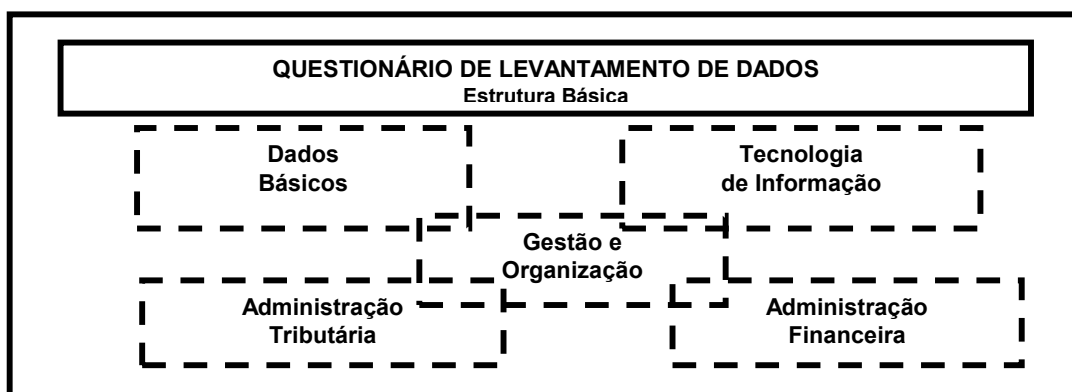 QUESTIONÁRIO DE LEVANTAMENTO DE DADOS
Estrutura Básica
Dados
Básicos
Tecnologia
de Informação
Gestão e
Organização
Administração
Tributária
Administração
Financeira